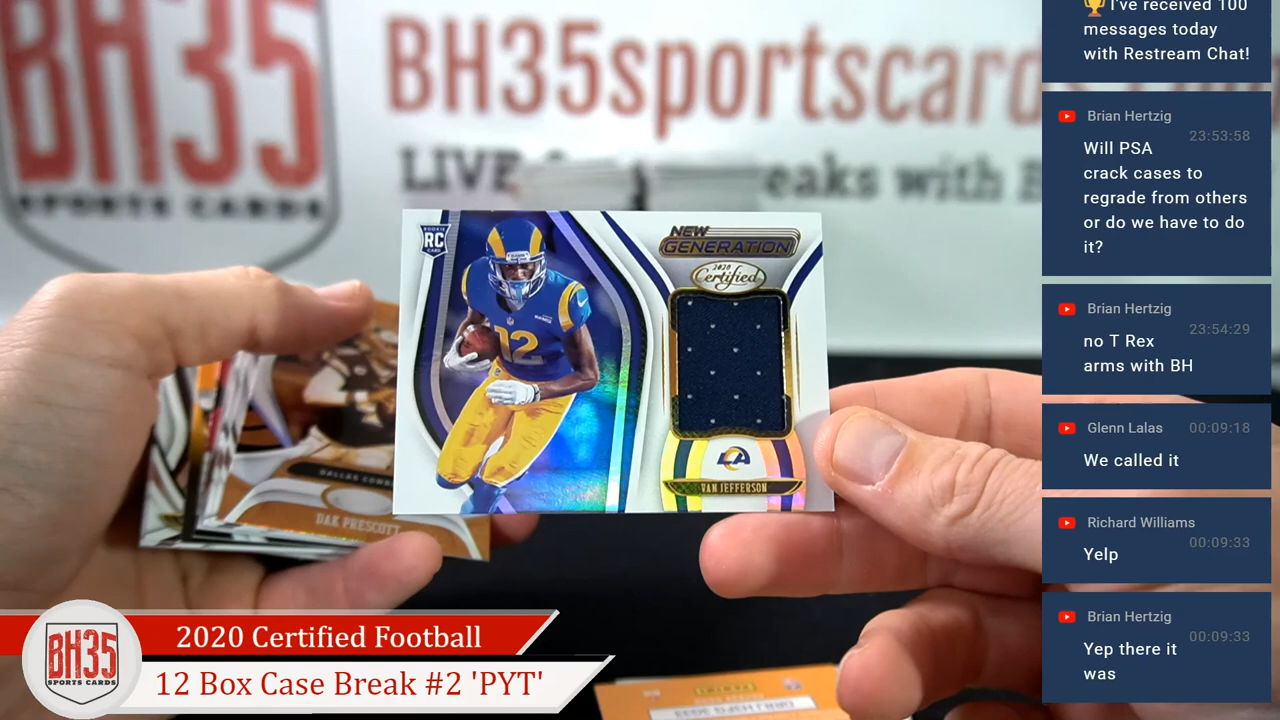 BH35
SPORTS CARDS
BH35sportscard
LIVE
eaks with
ROOKIE
RC
CARD
12
NEW
GENERATION
2020
Certified
LA
VAN JEFFERSON
DAK PRESCOTT
2020 Certified Football
12 Box Case Break #2 'PYT'
BH35
SPORTS CARDS
🏆 I've received 100
messages today
with Restream Chat!
Brian Hertzig
23:53:58
Will PSA
crack cases to
regrade from others
or do we have to do
it?
Brian Hertzig
23:54:29
no T Rex
arms with BH
Glenn Lalas 00:09:18
We called it
Richard Williams
00:09:33
Yelp
Brian Hertzig
00:09:33
Yep there it
was